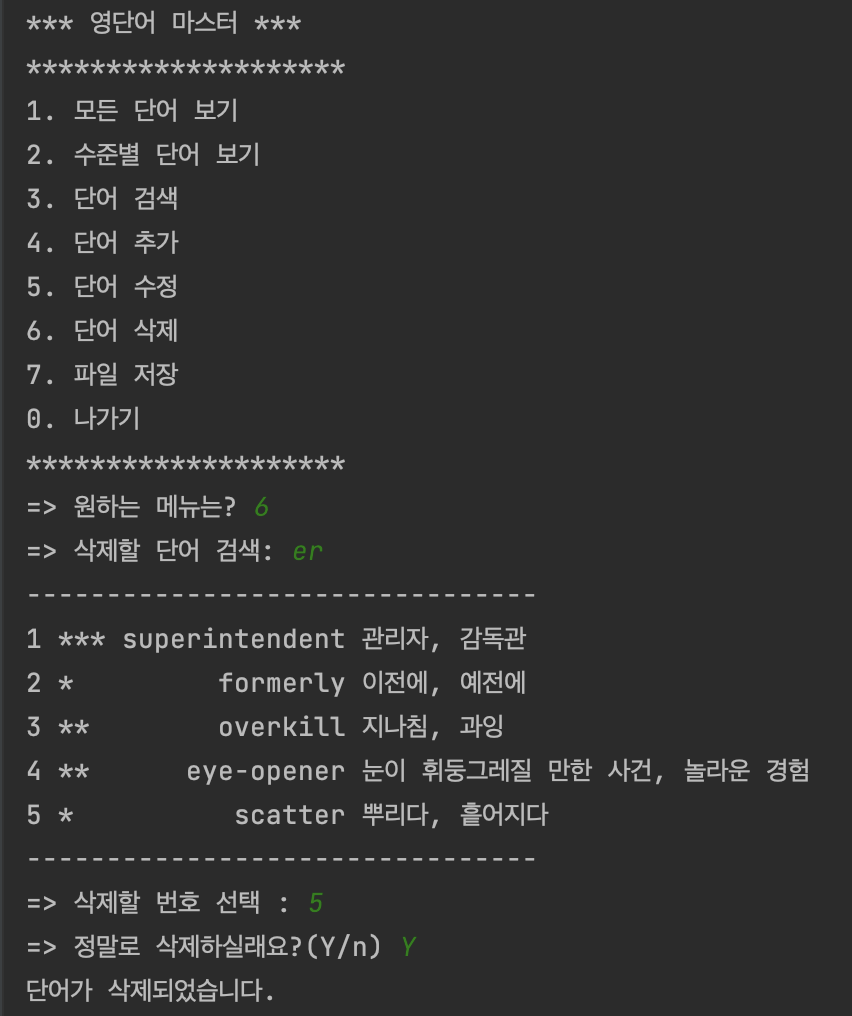 *** 영단어 마스터 ***
********************
1. 모든 단어 보기
2. 수준별 단어 보기
3. 단어 검색
4. 단어 추가
5. 단어 수정
6. 단어 삭제
7. 파일 저장
0. 나가기
********************
=> 원하는 메뉴는? 6
=> 삭제할 단어 검색: er
--------------------------------
1 *** superintendent 관리자, 감독관
2 *         formerly 이전에, 예전에
3 **        overkill 지나침, 과잉
4 **      eye-opener 눈이 휘둥그레질 만한 사건, 놀라운 경험
5 *          scatter 뿌리다, 흩어지다
--------------------------------
=> 삭제할 번호 선택 : 5
=> 정말로 삭제하실래요?(Y/n) Y
단어가 삭제되었습니다.